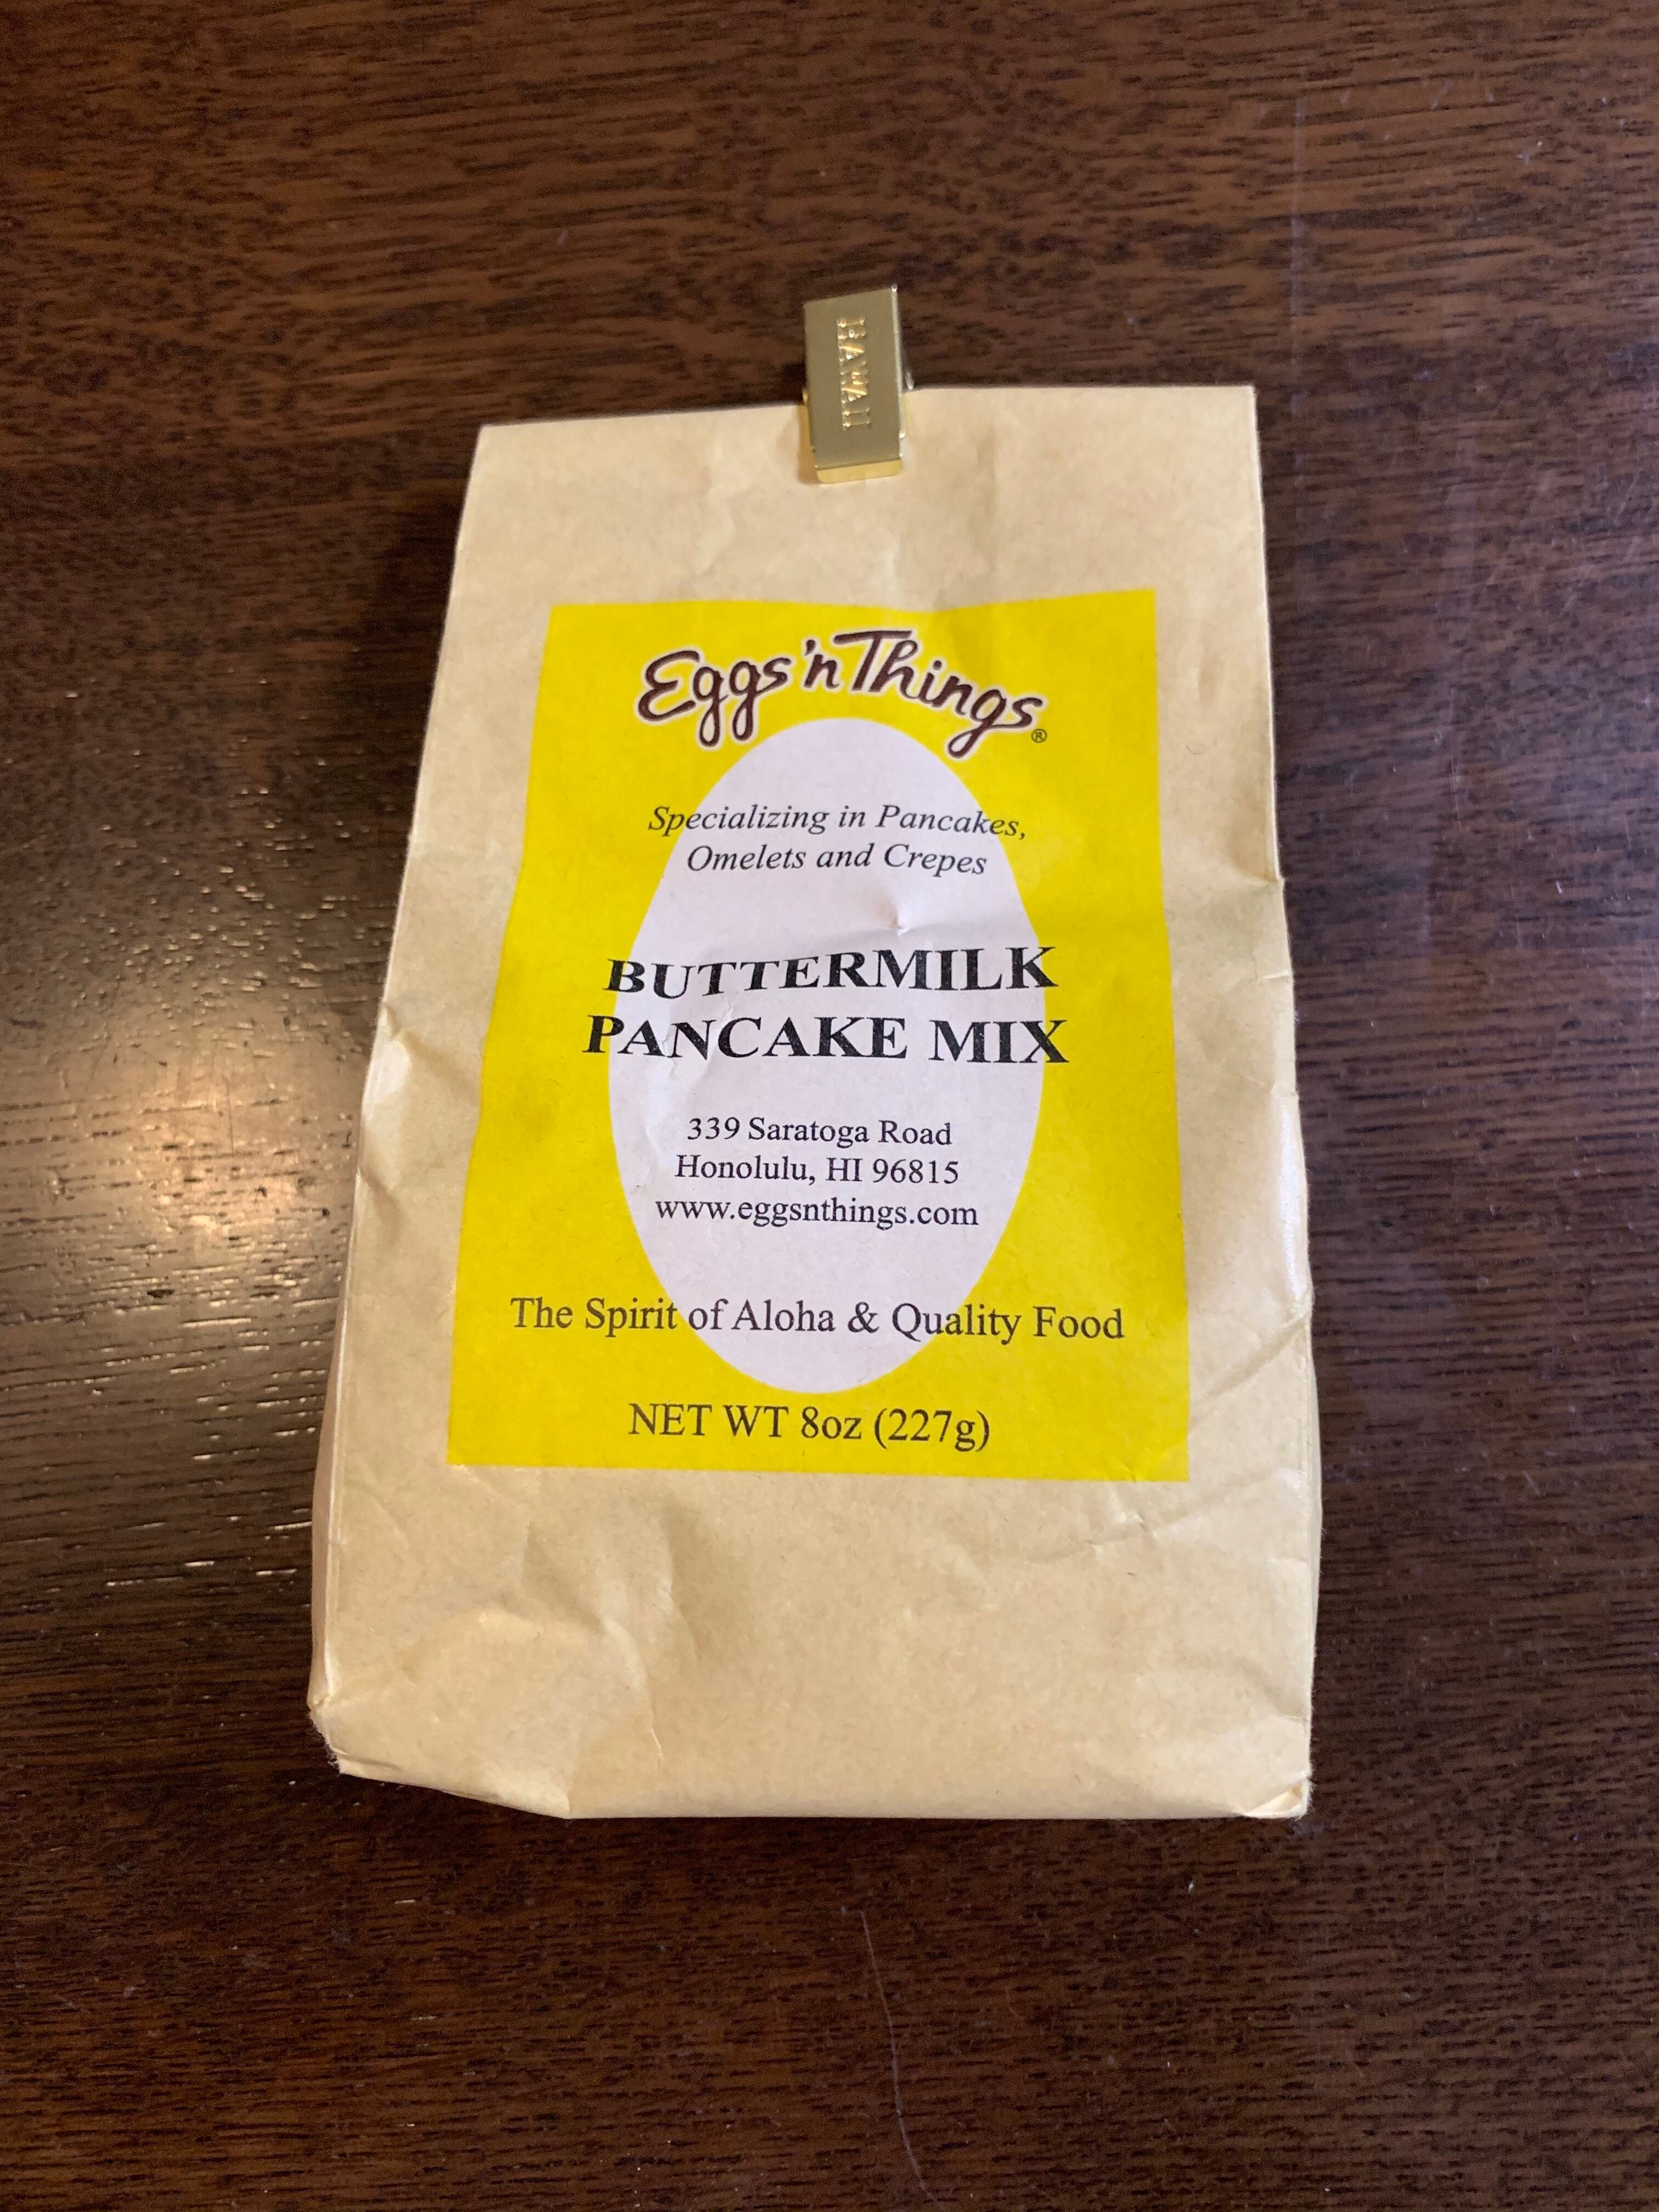 HAWAII
Eggs 'n Things®
Specializing in Pancakes,
Omelets and Crepes
BUTTERMILK
PANCAKE MIX
339 Saratoga Road
Honolulu, HI 96815
www.eggsnthings.com
The Spirit of Aloha & Quality Food
NET WT 8oz (227g)